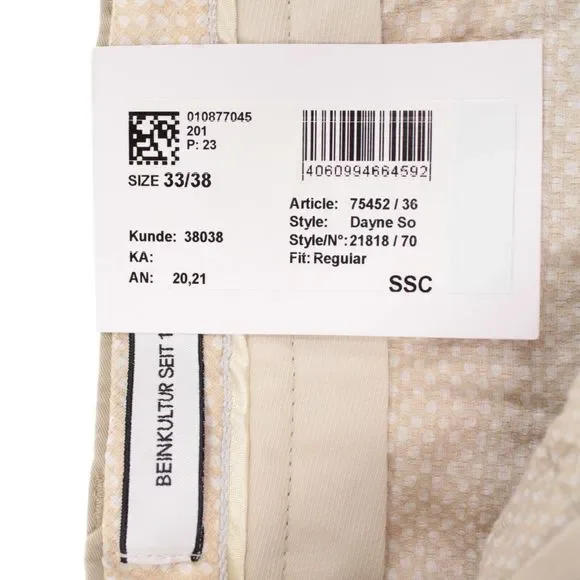 010877045
201
P: 23
SIZE 33/38
4060994664592
Article: 75452 / 36
Style: Dayne So
Style/N°: 21818 / 70
Fit: Regular
Kunde: 38038
KA:
AN: 20,21
SSC
BEINKULTUR SEIT